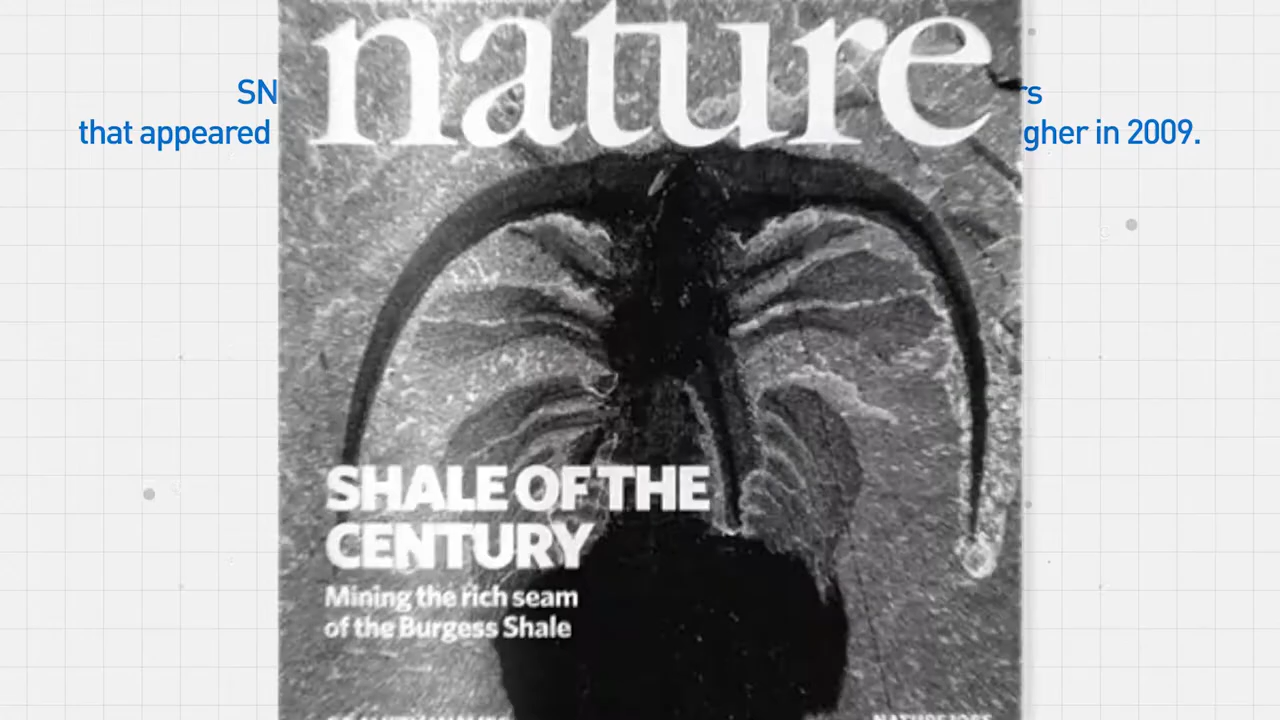 nature
SN
rs
that appeared
gher in 2009.
SHALE OF THE
CENTURY
Mining the rich seam
of the Burgess Shale